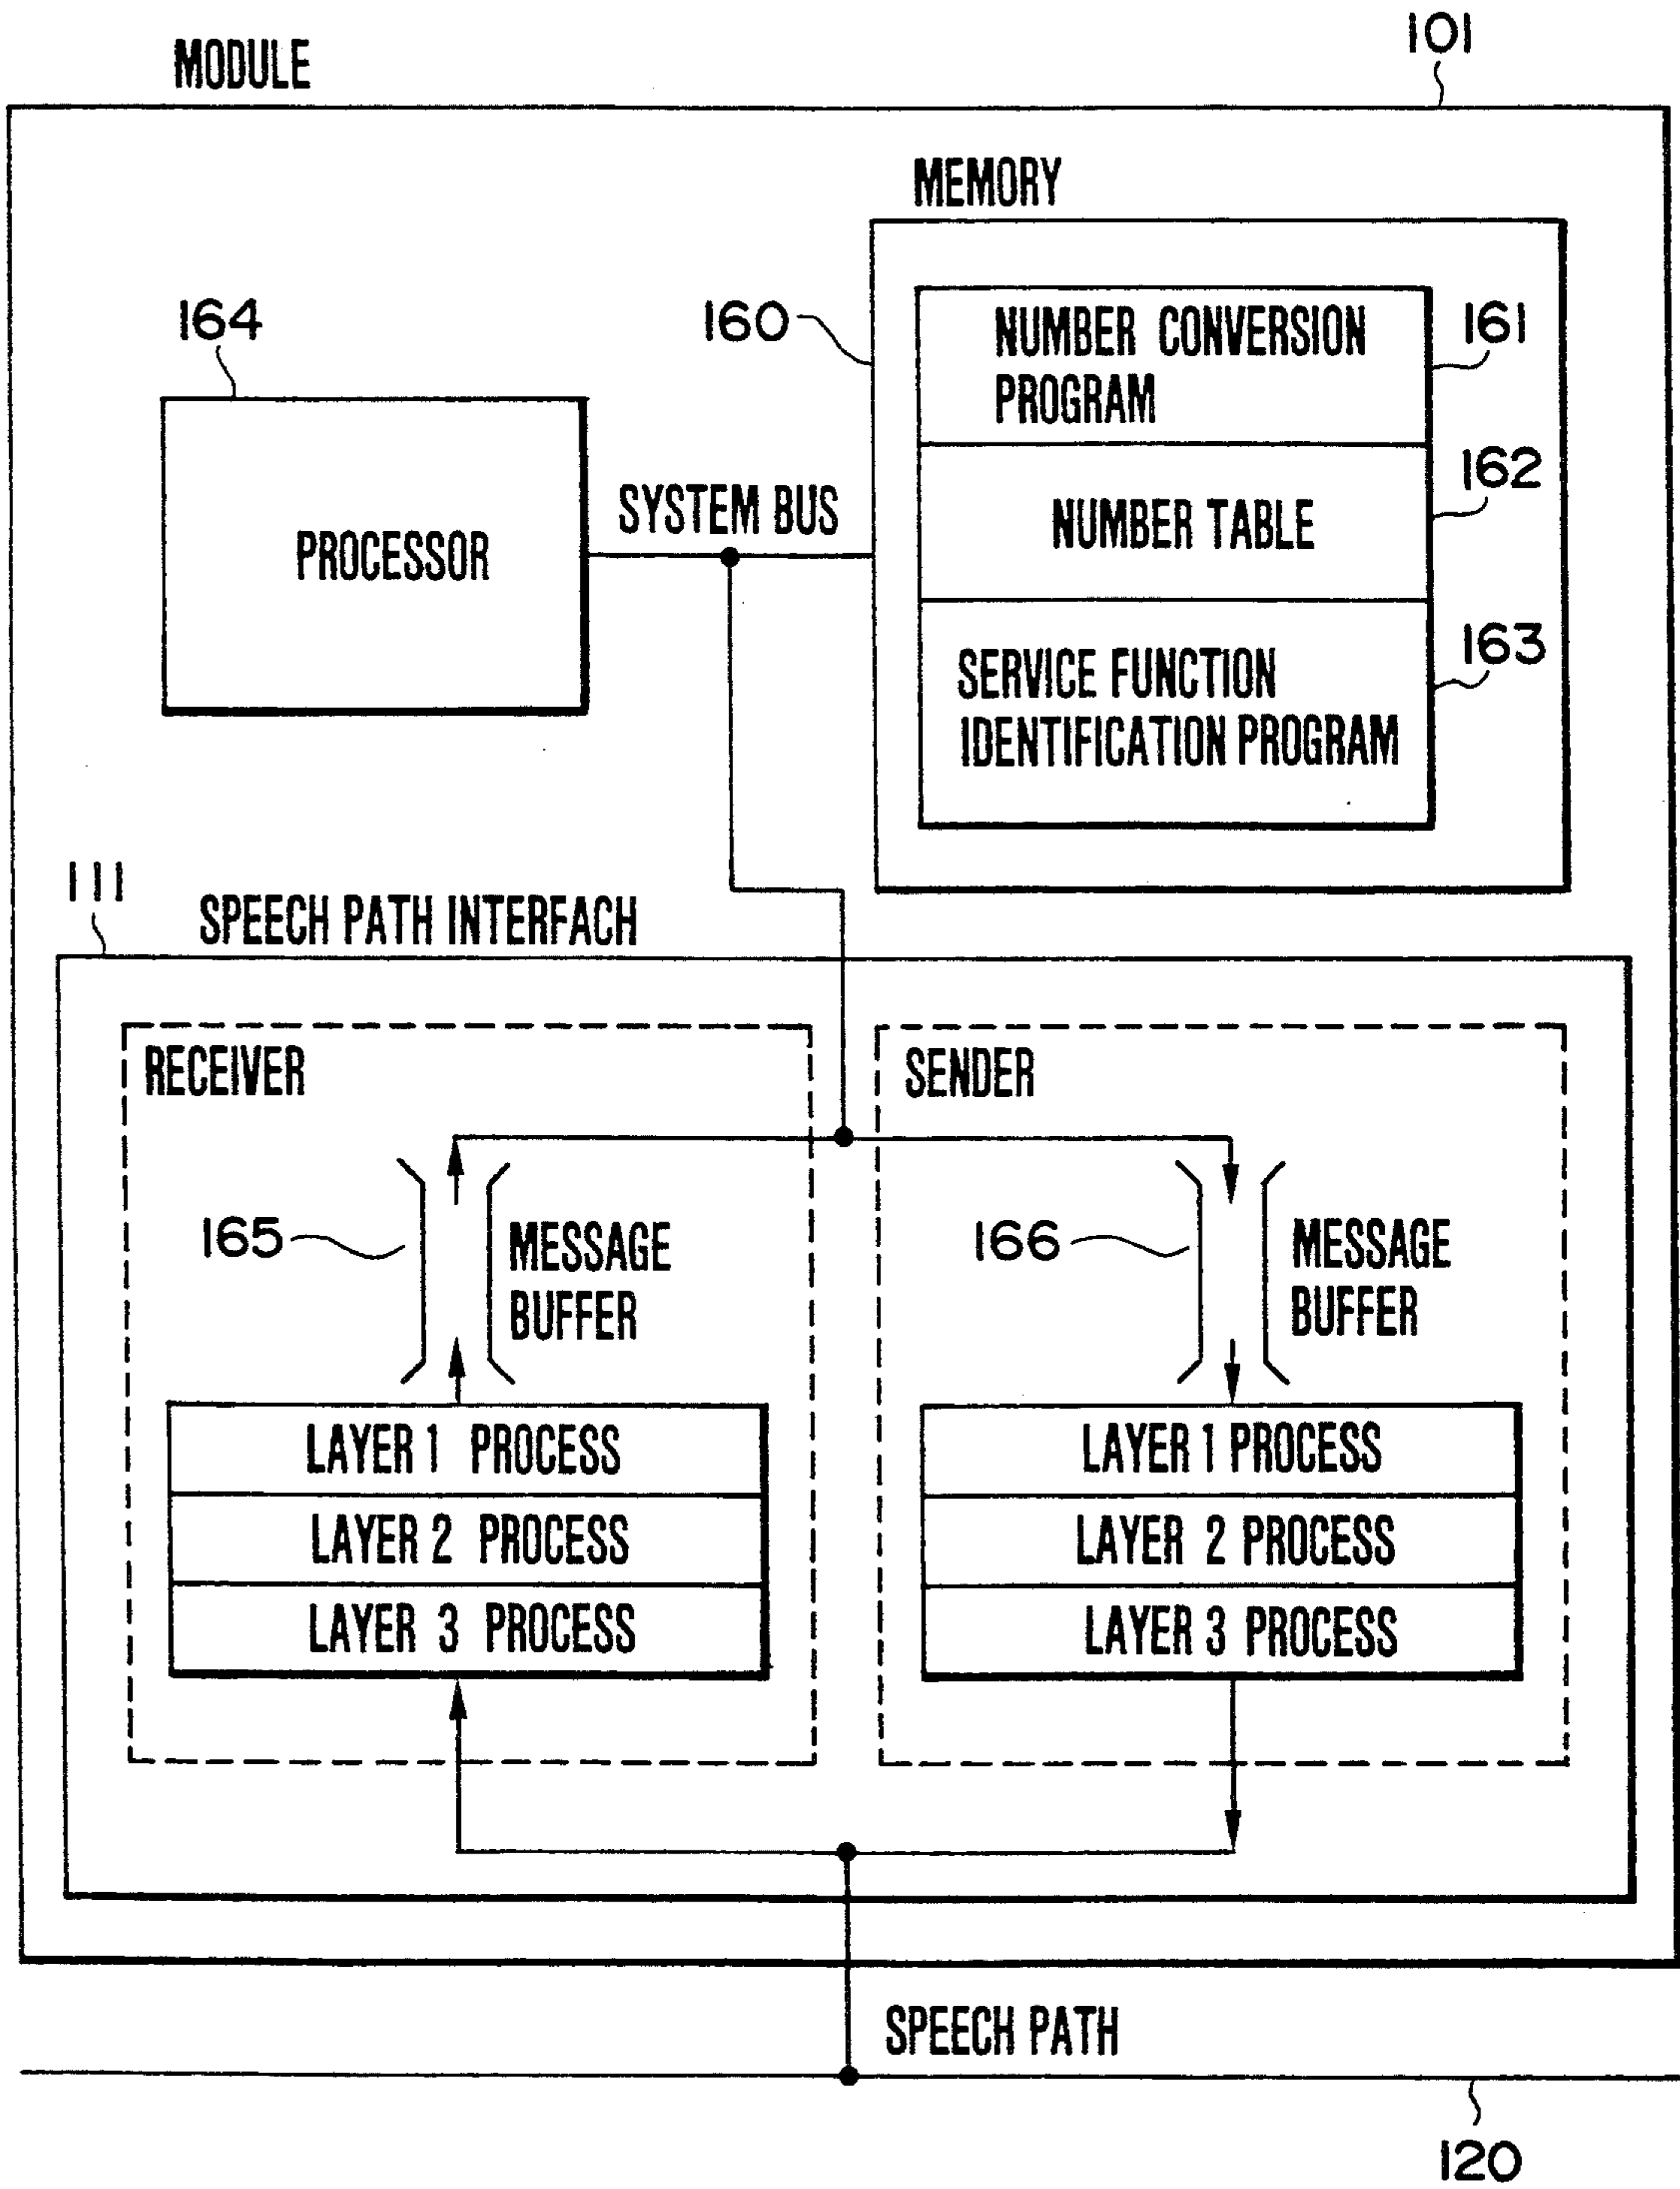 MODULE
101
MEMORY
164
160
NUMBER CONVERSION
PROGRAM
161
162
SYSTEM BUS
NUMBER TABLE
PROCESSOR
163
SERVICE FUNCTION
IDENTIFICATION PROGRAM
111
SPEECH PATH INTERFACH
RECEIVER
SENDER
165
MESSAGE
BUFFER
166
MESSAGE
BUFFER
LAYER 1 PROCESS
LAYER 2 PROCESS
LAYER 3 PROCESS
LAYER 1 PROCESS
LAYER 2 PROCESS
LAYER 3 PROCESS
SPEECH PATH
120